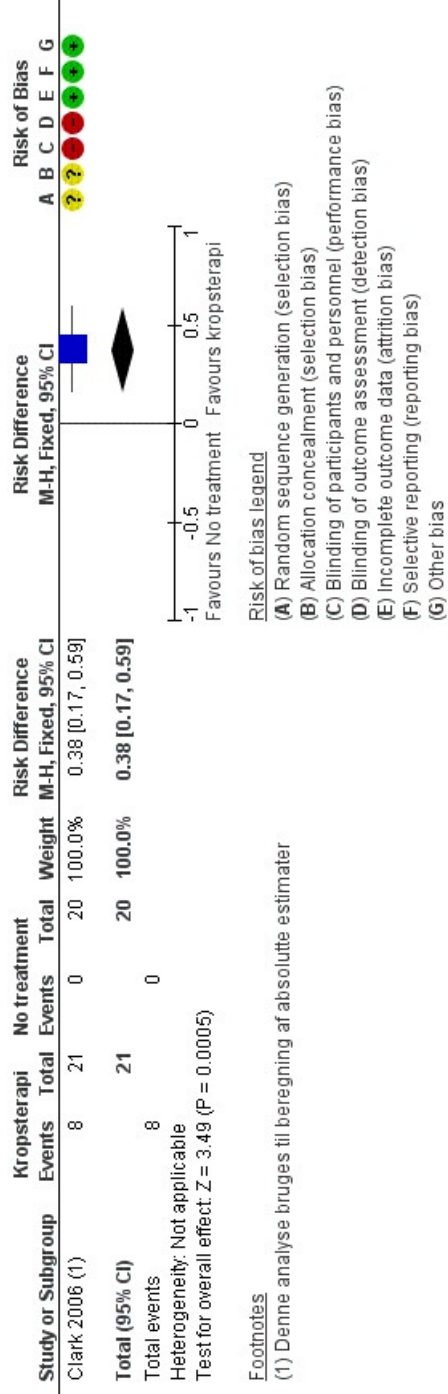 Kropsterapi No treatment Risk Difference Risk Difference Risk of Bias
Study or Subgroup Events Total Events Total Weight M-H, Fixed, 95% CI M-H, Fixed, 95% CI A B C D E F G
Clark 2006 (1) 8 21 0 20 100.0% 0.38 [0.17, 0.59] ? ? - - + + +
Total (95% CI) 21 20 100.0% 0.38 [0.17, 0.59]
Total events 8 0
Heterogeneity: Not applicable
Test for overall effect: Z = 3.49 (P = 0.0005)
-1 -0.5 0 0.5 1
Favours No treatment Favours kropsterapi
Footnotes
(1) Denne analyse bruges til beregning af absolutte estimater
Risk of bias legend
(A) Random sequence generation (selection bias)
(B) Allocation concealment (selection bias)
(C) Blinding of participants and personnel (performance bias)
(D) Blinding of outcome assessment (detection bias)
(E) Incomplete outcome data (attrition bias)
(F) Selective reporting (reporting bias)
(G) Other bias